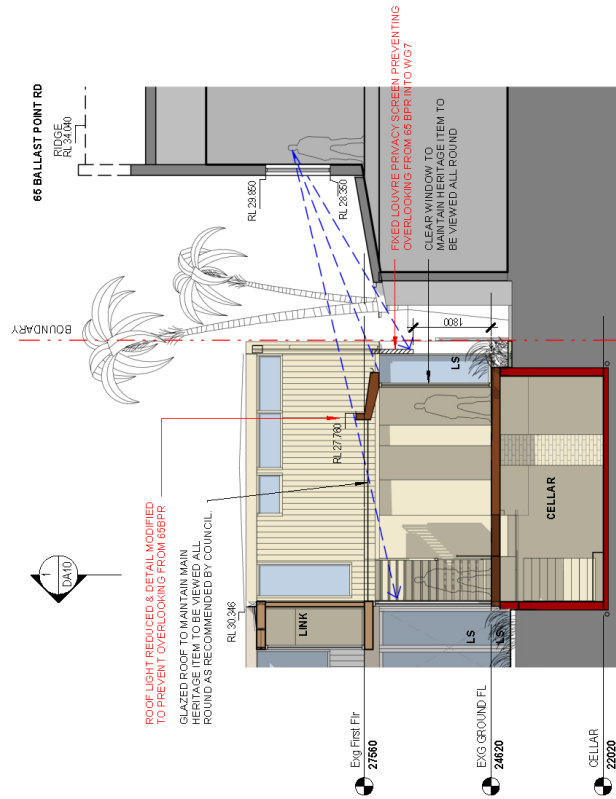 65 BALLAST POINT RD
RIDGE
RL 34.040
BOUNDARY
RL 29.850
RL 28.350
FIXED LOUVRE PRIVACY SCREEN PREVENTING
OVERLOOKING FROM 65 BPR INTO WG7
CLEAR WINDOW TO
MAINTAIN HERITAGE ITEM TO
BE VIEWED ALL ROUND
1800
ROOF LIGHT REDUCED & DETAIL MODIFIED
TO PREVENT OVERLOOKING FROM 65BPR
GLAZED ROOF TO MAINTAIN MAIN
HERITAGE ITEM TO BE VIEWED ALL
ROUND AS RECOMMENDED BY COUNCIL.
RL 27.760
LS
1
DA10
RL 30.346
LINK
CELLAR
LS
LS
Exg First Flr
27560
EXG GROUND FL
24620
CELLAR
22020